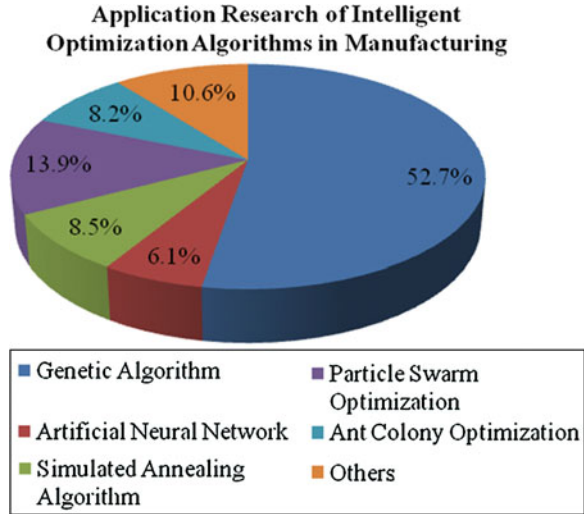 Application Research of Intelligent
Optimization Algorithms in Manufacturing
10.6%
8.2%
13.9%
52.7%
8.5%
6.1%
Genetic Algorithm
Particle Swarm
Optimization
Artificial Neural Network
Ant Colony Optimization
Simulated Annealing
Algorithm
Others